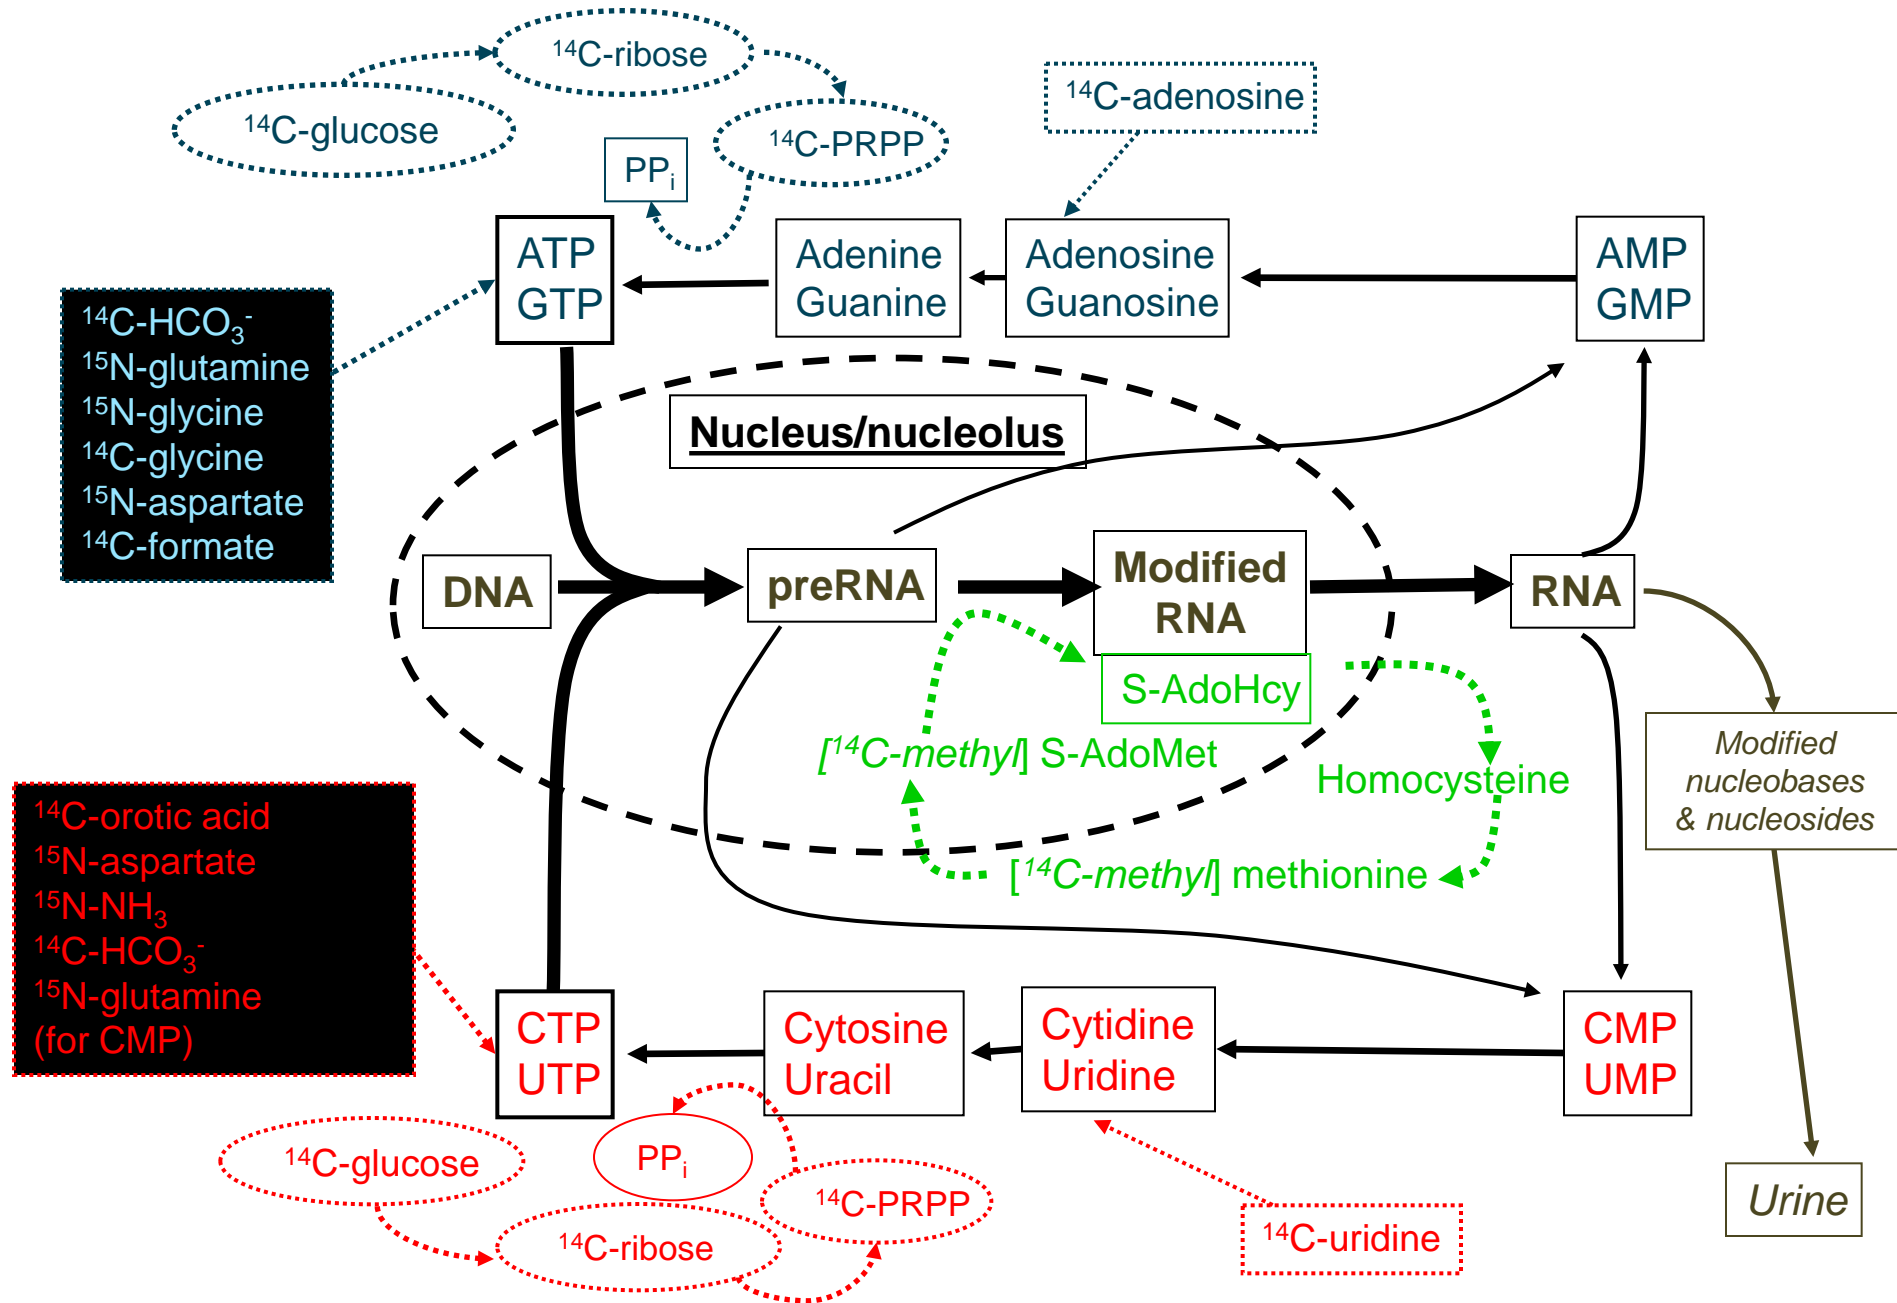 ¹⁴C-ribose
¹⁴C-glucose
¹⁴C-PRPP
PPᵢ
¹⁴C-adenosine
ATP
GTP
Adenine
Guanine
Adenosine
Guanosine
AMP
GMP
¹⁴C-HCO₃⁻
¹⁵N-glutamine
¹⁵N-glycine
¹⁴C-glycine
¹⁵N-aspartate
¹⁴C-formate
Nucleus/nucleolus
DNA
preRNA
Modified
RNA
RNA
S-AdoHcy
[¹⁴C-methyl] S-AdoMet
Homocysteine
[¹⁴C-methyl] methionine
Modified
nucleobases
& nucleosides
¹⁴C-orotic acid
¹⁵N-aspartate
¹⁵N-NH₃
¹⁴C-HCO₃⁻
¹⁵N-glutamine
(for CMP)
CTP
UTP
Cytosine
Uracil
Cytidine
Uridine
CMP
UMP
¹⁴C-glucose
PPᵢ
¹⁴C-PRPP
¹⁴C-ribose
¹⁴C-uridine
Urine